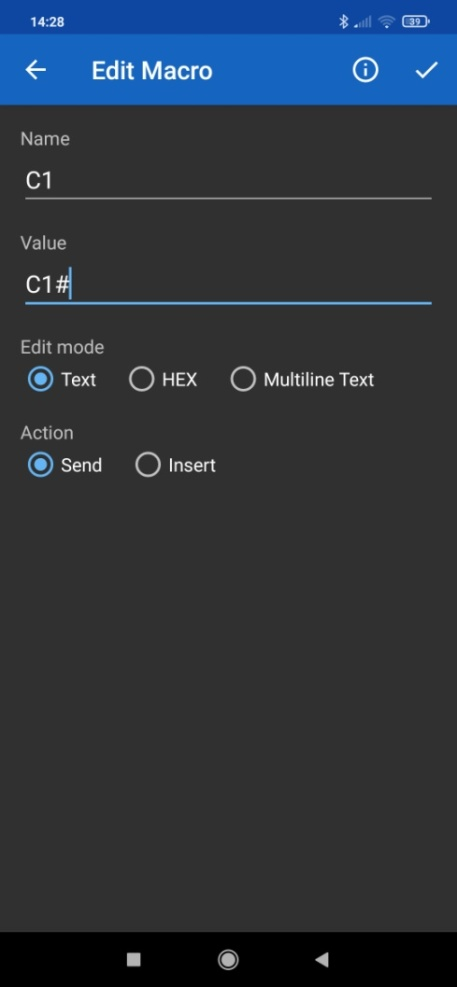 14:28
39
Edit Macro
Name
C1
Value
C1#
Edit mode
Text HEX Multiline Text
Action
Send Insert